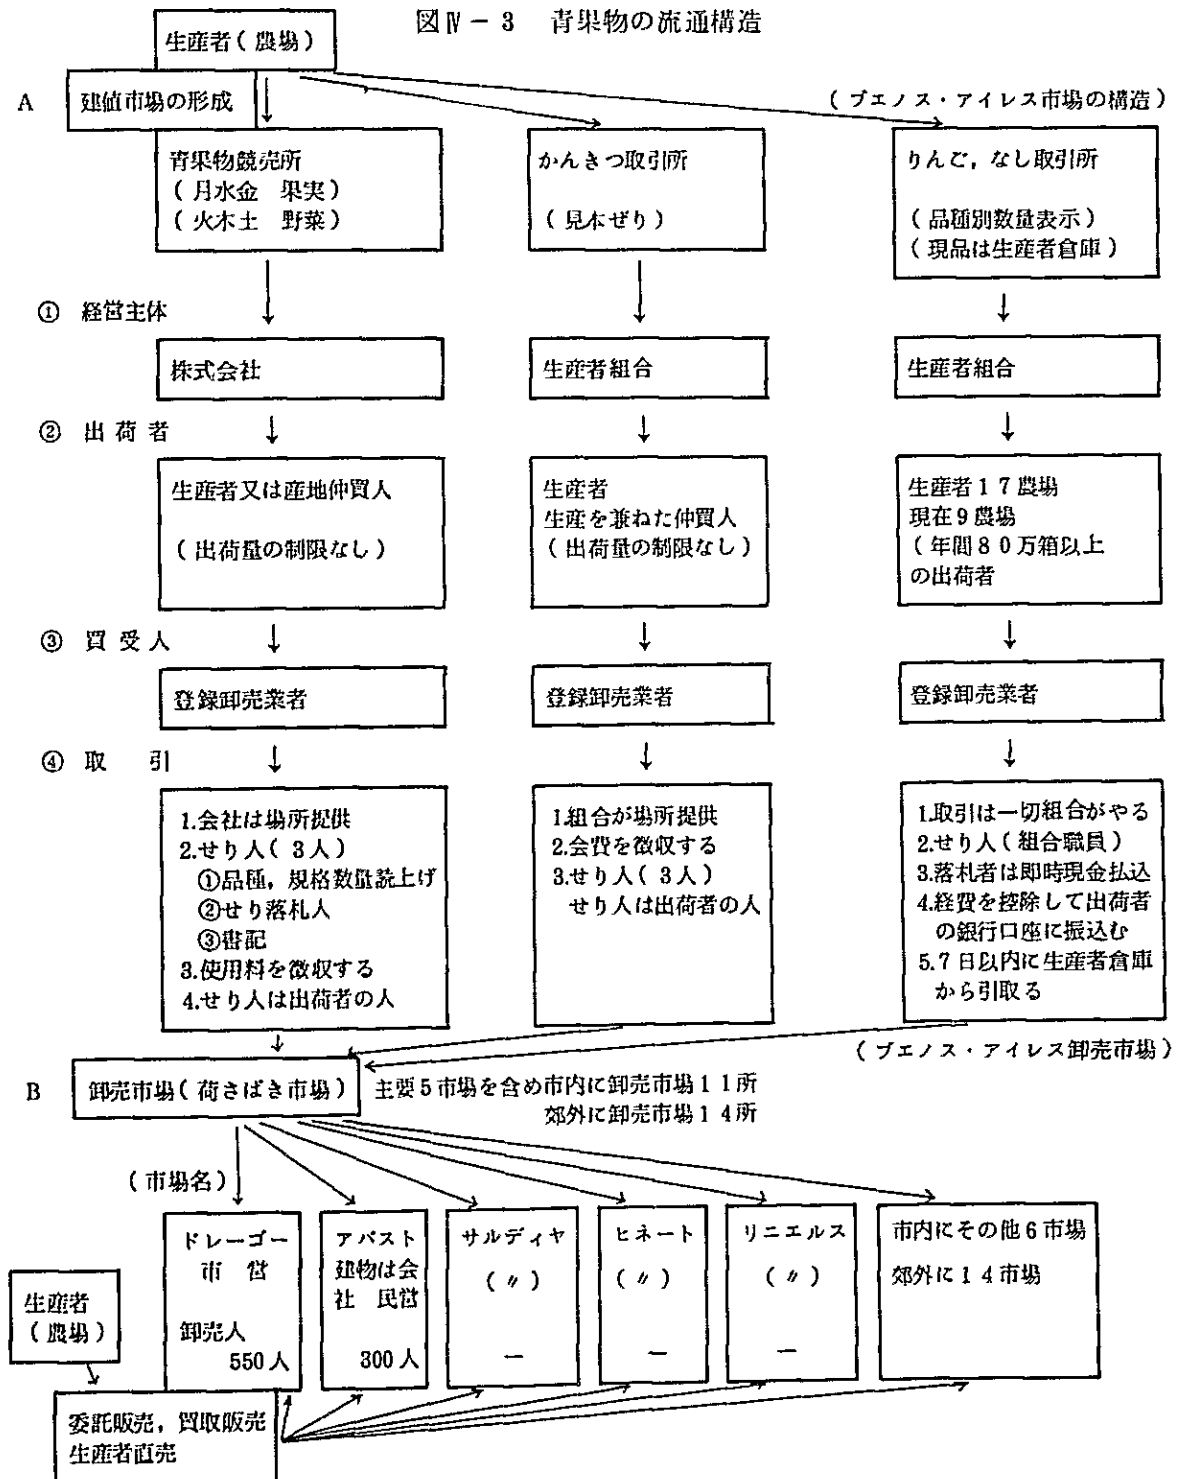 図Ⅳ-3 青果物の流通構造
生産者(農場)
A 建値市場の形成
(ブエノス・アイレス市場の構造)
青果物競売所
(月水金 果実)
(火木土 野菜)
かんきつ取引所
(見本ぜり)
りんご,なし取引所
(品種別数量表示)
(現品は生産者倉庫)
① 経営主体
株式会社
生産者組合
生産者組合
② 出荷者
生産者又は産地仲買人
(出荷量の制限なし)
生産者
生産を兼ねた仲買人
(出荷量の制限なし)
生産者17農場
現在9農場
(年間80万箱以上
の出荷者
③ 買受人
登録卸売業者
登録卸売業者
登録卸売業者
④ 取 引
1.会社は場所提供
2.せり人(3人)
①品種,規格数量読上げ
②せり落札人
③書記
3.使用料を徴収する
4.せり人は出荷者の人
1.組合が場所提供
2.会費を徴収する
3.せり人(3人)
せり人は出荷者の人
1.取引は一切組合がやる
2.せり人(組合職員)
3.落札者は即時現金払込
4.経費を控除して出荷者
の銀行口座に振込む
5.7日以内に生産者倉庫
から引取る
(ブエノス・アイレス卸売市場)
B 卸売市場(荷さばき市場)
主要5市場を含め市内に卸売市場11所
郊外に卸売市場14所
(市場名)
ドレーゴー
市 営
卸売人
550人
アバスト
建物は会
社 民営
300人
サルディヤ
(〃)
ー
ヒネート
(〃)
ー
リニエルス
(〃)
ー
市内にその他6市場
郊外に14市場
生産者
(農場)
委託販売,買取販売
生産者直売